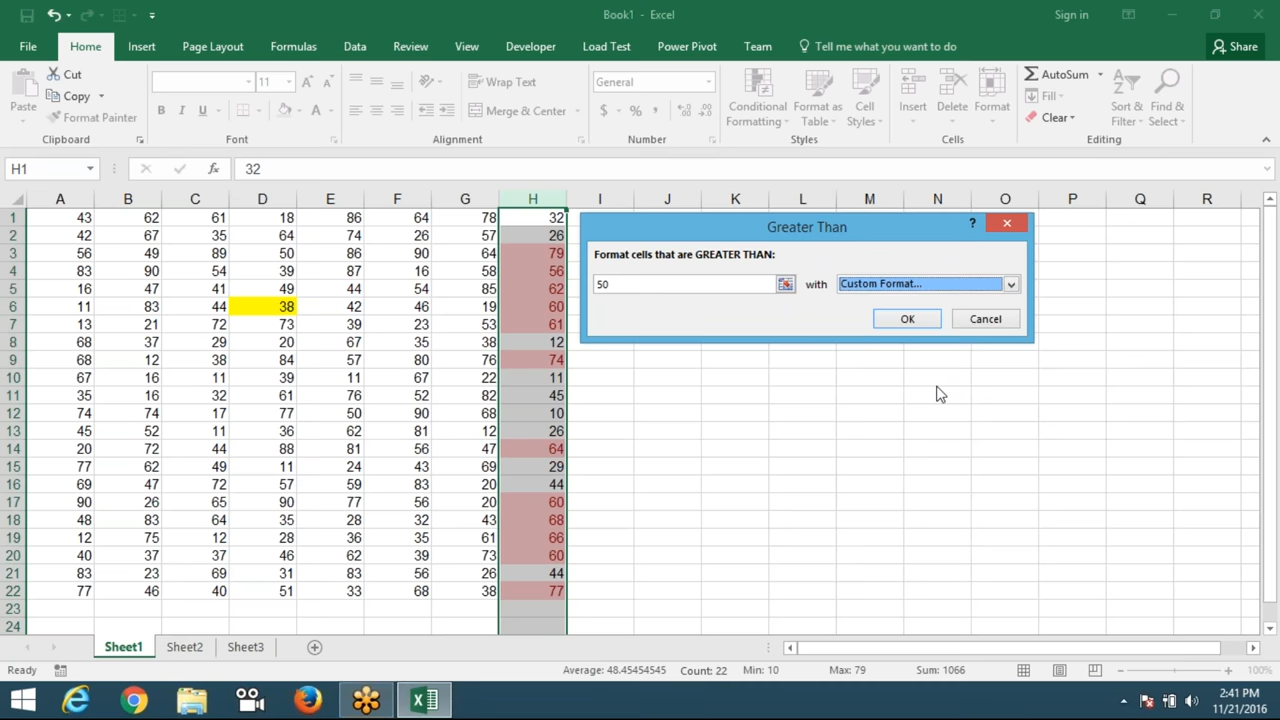 Book1 - Excel
Sign in
File Home Insert Page Layout Formulas Data Review View Developer Load Test Power Pivot Team Tell me what you want to do Share
Paste
Cut
Copy
Format Painter
Clipboard
11
B I U
Font
Wrap Text
Merge & Center
Alignment
General
$ % ,
Number
Conditional Formatting
Format as Table
Cell Styles
Styles
Insert
Delete
Format
Cells
AutoSum
Fill
Clear
Sort & Filter
Find & Select
Editing
H1 fx 32
A B C D E F G H I J K L M N O P Q R
1 43 62 61 18 86 64 78 32
2 42 67 35 64 74 26 57 26
3 56 49 89 50 86 90 64 79
4 83 90 54 39 87 16 58 56
5 16 47 41 49 44 54 85 62
6 11 83 44 38 42 46 19 60
7 13 21 72 73 39 23 53 61
8 68 37 29 20 67 35 38 12
9 68 12 38 84 57 80 76 74
10 67 16 11 39 11 67 22 11
11 35 16 32 61 76 52 82 45
12 74 74 17 77 50 90 68 10
13 45 52 11 36 62 81 12 26
14 20 72 44 88 81 56 47 64
15 77 62 49 11 24 43 69 29
16 69 47 72 57 59 83 20 44
17 90 26 65 90 77 56 20 60
18 48 83 64 35 28 32 43 68
19 12 75 12 28 36 35 61 66
20 40 37 37 46 62 39 73 60
21 83 23 69 31 83 56 26 44
22 77 46 40 51 33 68 38 77
23
24
Greater Than
?
Format cells that are GREATER THAN:
50 with Custom Format...
OK Cancel
Sheet1 Sheet2 Sheet3
Ready Average: 48.45454545 Count: 22 Min: 10 Max: 79 Sum: 1066 100%
2:41 PM
11/21/2016